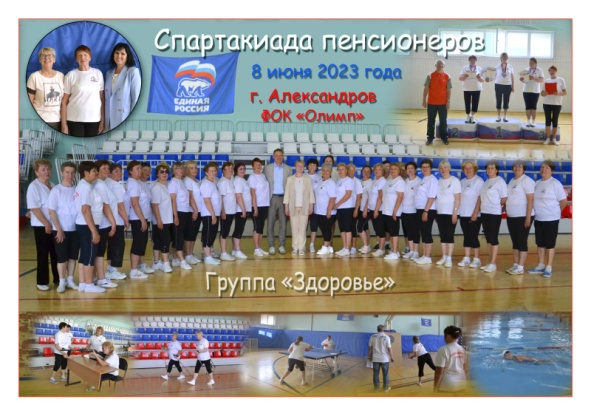 Спартакиада пенсионеров
8 июня 2023 года
г. Александров
ФОК «Олимп»
ЕДИНАЯ
РОССИЯ
Группа «Здоровье»